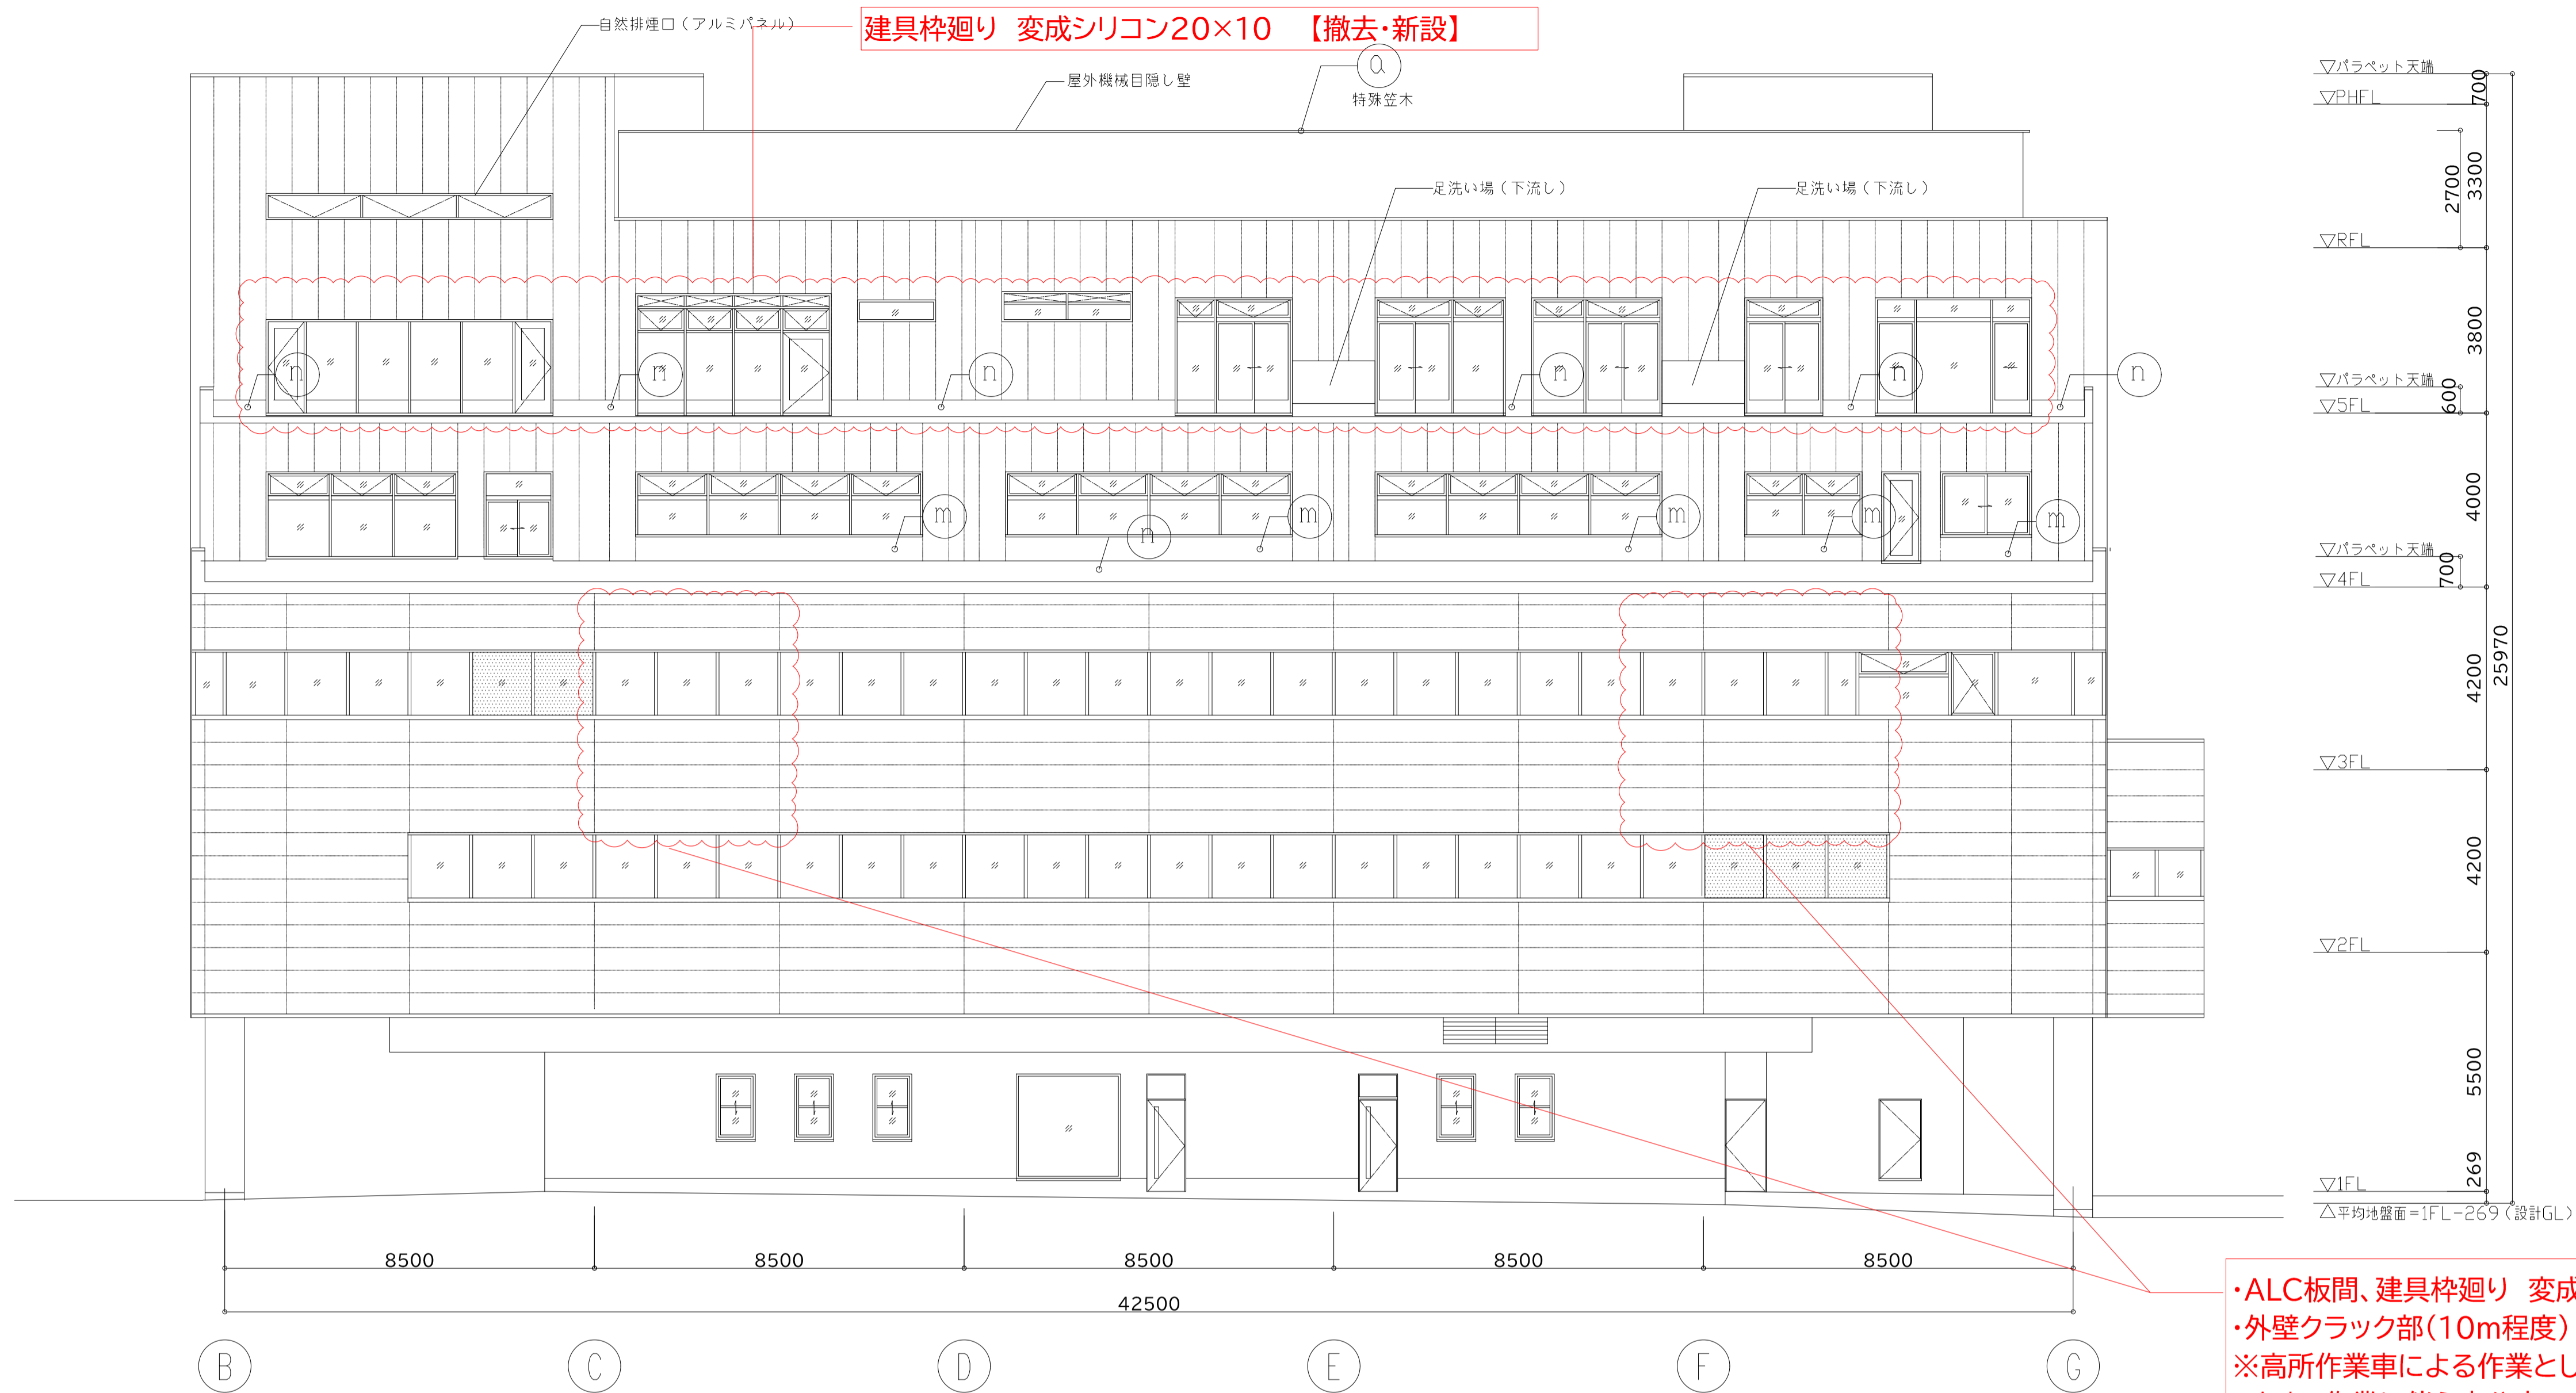 建具枠廻り 変成シリコン20×10 【撤去・新設】
自然排煙口(アルミパネル)
屋外機械目隠し壁
a
特殊笠木
足洗い場(下流し)
足洗い場(下流し)
n
n
n
n
n
n
m
n
m
m
m
m
▽パラペット天端
700
▽PHFL
3300
2700
▽RFL
3800
▽パラペット天端
600
▽5FL
4000
▽パラペット天端
700
▽4FL
4200
25970
▽3FL
4200
▽2FL
5500
269
▽1FL
△平均地盤面=1FL-269(設計GL)
8500
8500
8500
8500
8500
42500
B
C
D
E
F
G
・ALC板間、建具枠廻り 変成
・外壁クラック部(10m程度)
※高所作業車による作業とし